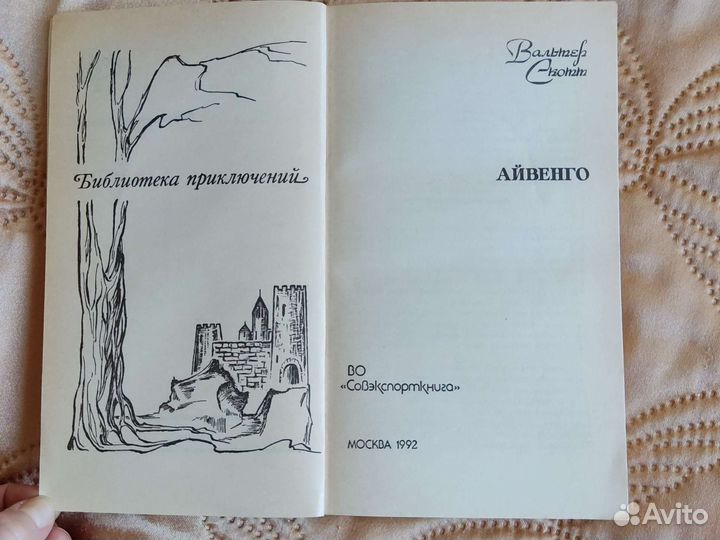 Библиотека приключений
Вальтер
Скотт
АЙВЕНГО
ВО
«Совэкспорткнига»
МОСКВА 1992
Avito